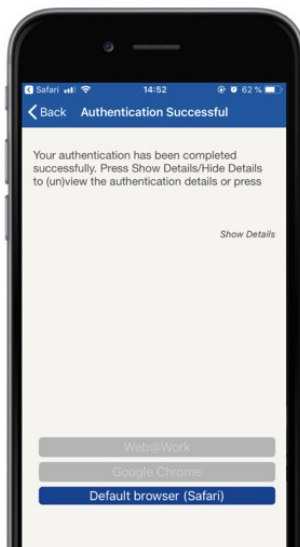 Safari 14:52 62 %
Back Authentication Successful
Your authentication has been completed
successfully. Press Show Details/Hide Details
to (un)view the authentication details or press
Show Details
Web@Work
Google Chrome
Default browser (Safari)